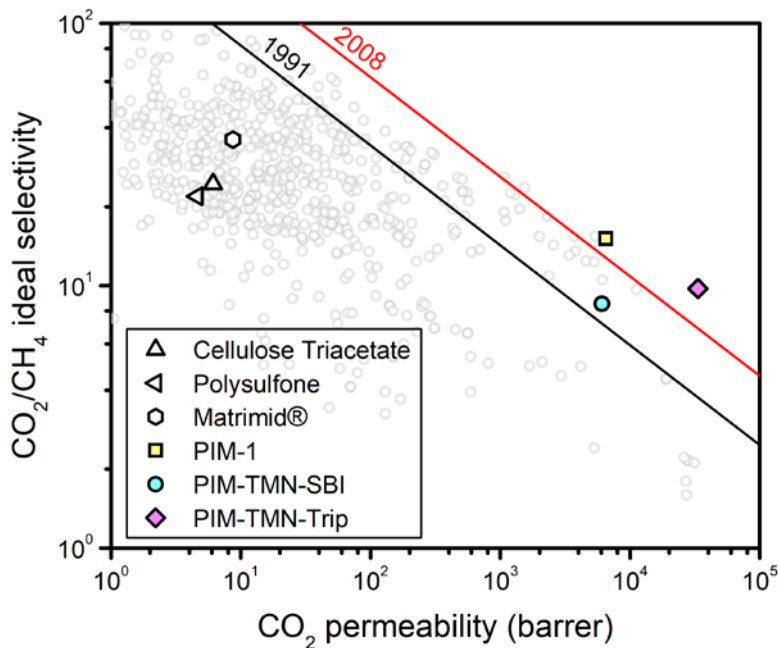 CO₂/CH₄ ideal selectivity
10²
10¹
10⁰
1991
2008
Cellulose Triacetate
Polysulfone
Matrimid®
PIM-1
PIM-TMN-SBI
PIM-TMN-Trip
10⁰ 10¹ 10² 10³ 10⁴ 10⁵
CO₂ permeability (barrer)